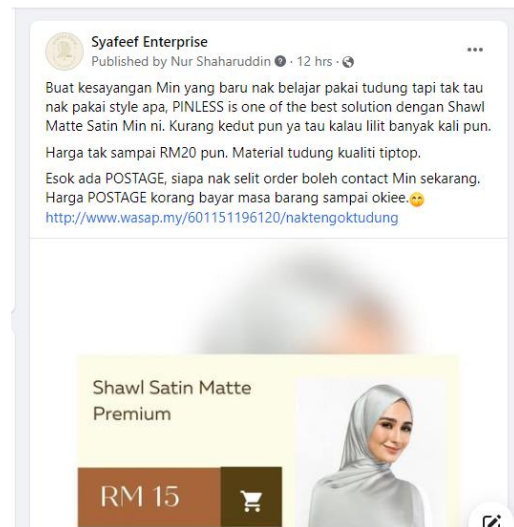 Syafeef Enterprise
Published by Nur Shaharuddin · 12 hrs ·
Buat kesayangan Min yang baru nak belajar pakai tudung tapi tak tau
nak pakai style apa, PINLESS is one of the best solution dengan Shawl
Matte Satin Min ni. Kurang kedut pun ya tau kalau lilit banyak kali pun.
Harga tak sampai RM20 pun. Material tudung kualiti tiptop.
Esok ada POSTAGE, siapa nak selit order boleh contact Min sekarang.
Harga POSTAGE korang bayar masa barang sampai okiee.😋
http://www.wasap.my/601151196120/naktengoktudung
Shawl Satin Matte
Premium
RM 15